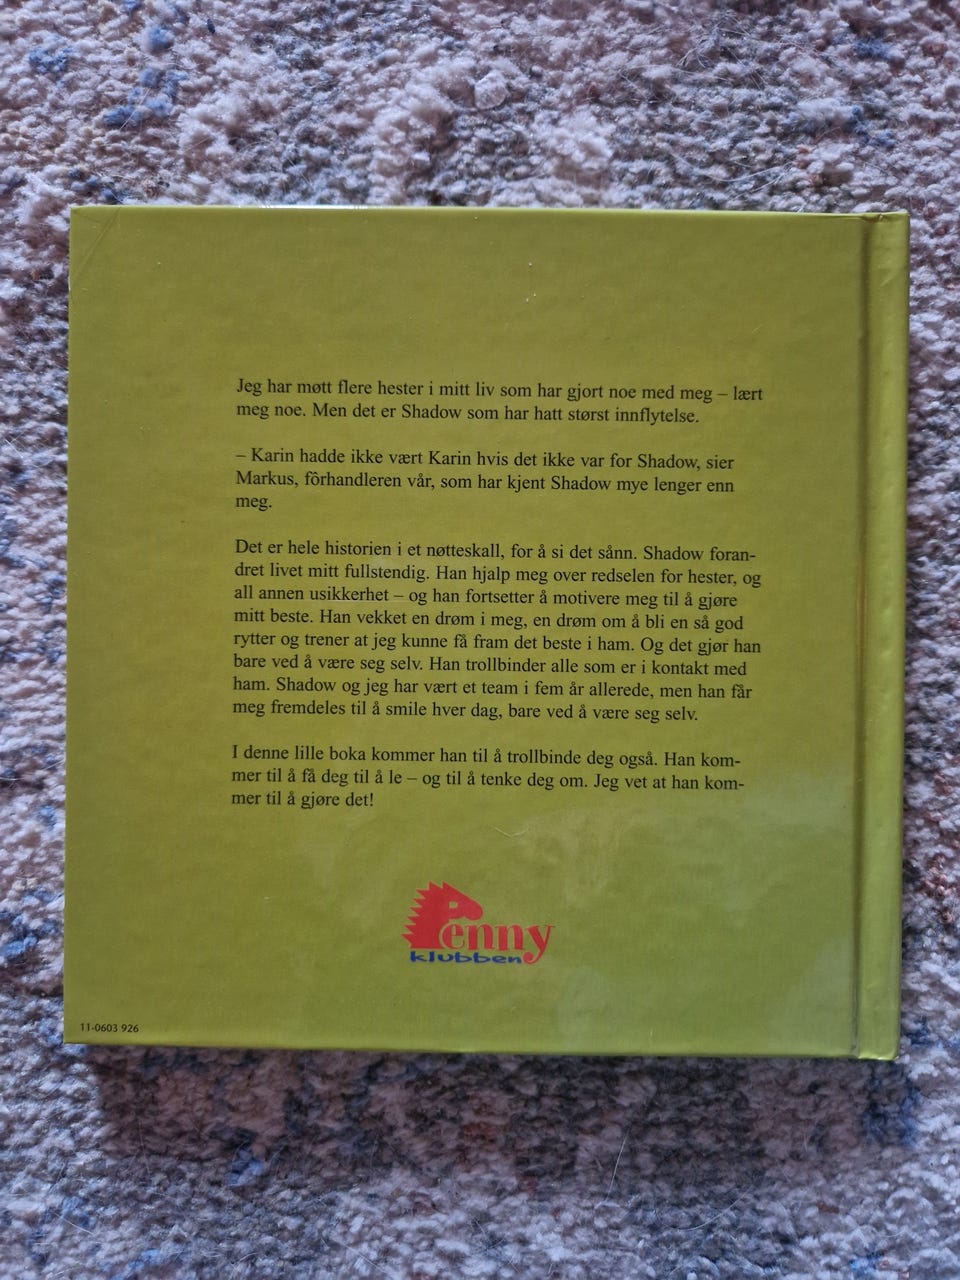 Jeg har møtt flere hester i mitt liv som har gjort noe med meg – lært
meg noe. Men det er Shadow som har hatt størst innflytelse.
– Karin hadde ikke vært Karin hvis det ikke var for Shadow, sier
Markus, fôrhandleren vår, som har kjent Shadow mye lenger enn
meg.
Det er hele historien i et nøtteskall, for å si det sånn. Shadow foran-
dret livet mitt fullstendig. Han hjalp meg over redselen for hester, og
all annen usikkerhet – og han fortsetter å motivere meg til å gjøre
mitt beste. Han vekket en drøm i meg, en drøm om å bli en så god
rytter og trener at jeg kunne få fram det beste i ham. Og det gjør han
bare ved å være seg selv. Han trollbinder alle som er i kontakt med
ham. Shadow og jeg har vært et team i fem år allerede, men han får
meg fremdeles til å smile hver dag, bare ved å være seg selv.
I denne lille boka kommer han til å trollbinde deg også. Han kom-
mer til å få deg til å le – og til å tenke deg om. Jeg vet at han kom-
mer til å gjøre det!
Penny
klubben
11-0603 926